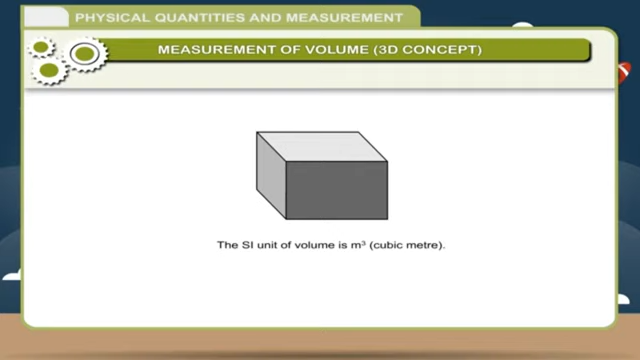 PHYSICAL QUANTITIES AND MEASUREMENT
MEASUREMENT OF VOLUME (3D CONCEPT)
The SI unit of volume is m³ (cubic metre).